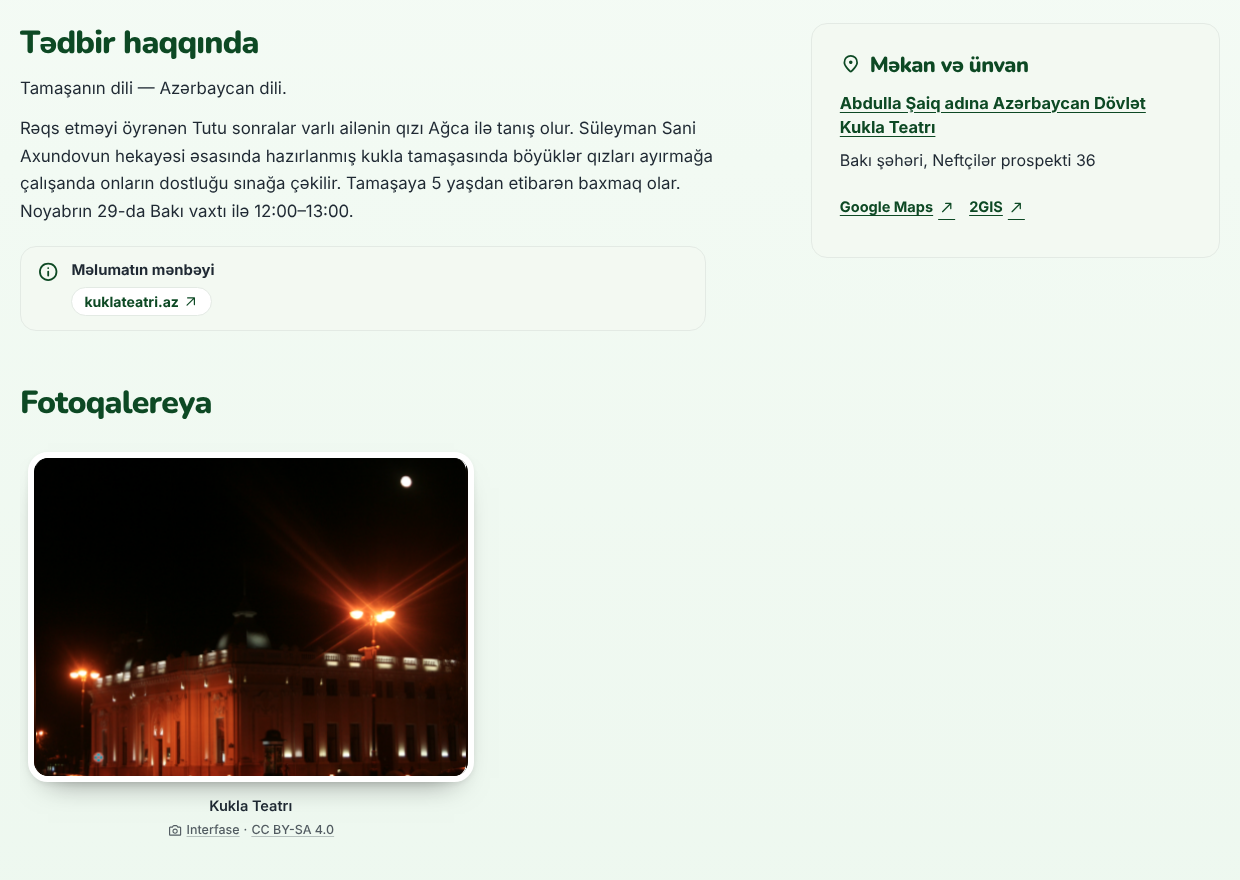 Tədbir haqqında
Tamaşanın dili — Azərbaycan dili.
Rəqs etməyi öyrənən Tutu sonralar varlı ailənin qızı Ağca ilə tanış olur. Süleyman Sani
Axundovun hekayəsi əsasında hazırlanmış kukla tamaşasında böyüklər qızları ayırmağa
çalışanda onların dostluğu sınağa çəkilir. Tamaşaya 5 yaşdan etibarən baxmaq olar.
Noyabrın 29-da Bakı vaxtı ilə 12:00–13:00.
Məlumatın mənbəyi
kuklateatri.az
Məkan və ünvan
Abdulla Şaiq adına Azərbaycan Dövlət
Kukla Teatrı
Bakı şəhəri, Neftçilər prospekti 36
Google Maps 2GIS
Fotoqalereya
Kukla Teatrı
Interfase · CC BY-SA 4.0